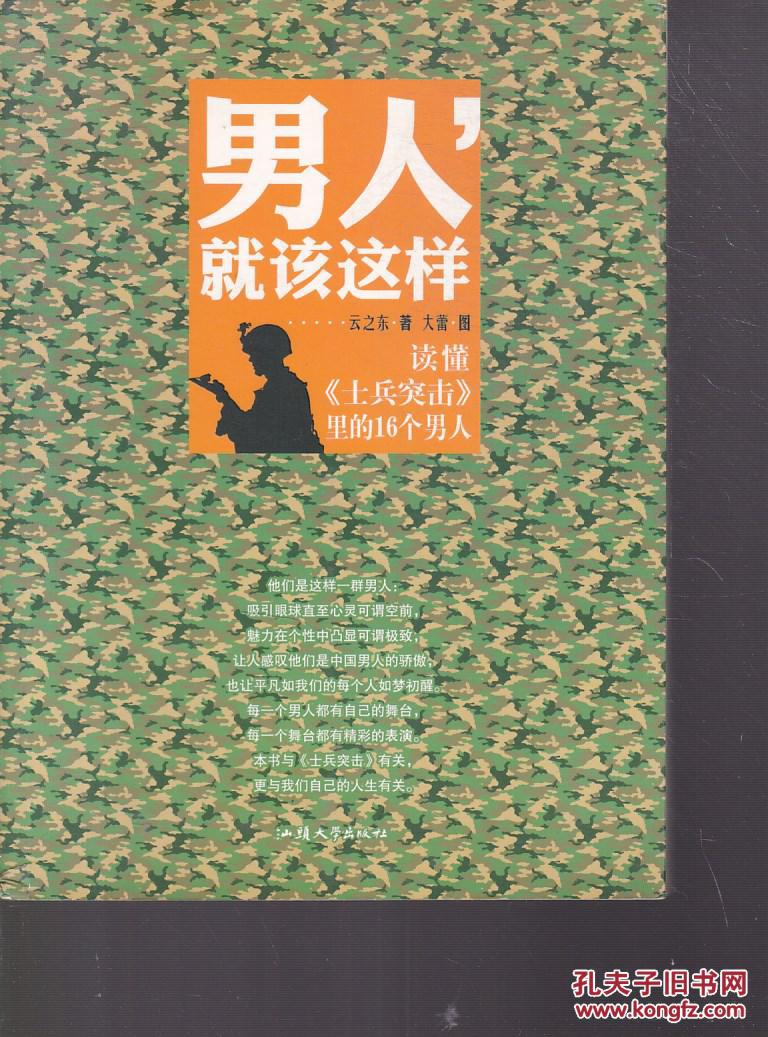 男人'
就该这样
·····云之东·著 大蕾·图
读懂
《士兵突击》
里的16个男人
他们是这样一群男人：
吸引眼球直至心灵可谓空前，
魅力在个性中凸显可谓极致，
让人感叹他们是中国男人的骄傲，
也让平凡如我们的每个人如梦初醒。
每一个男人都有自己的舞台，
每一个舞台都有精彩的表演。
本书与《士兵突击》有关，
更与我们自己的人生有关。
汕頭大學出版社
孔夫子旧书网
www.kongfz.com